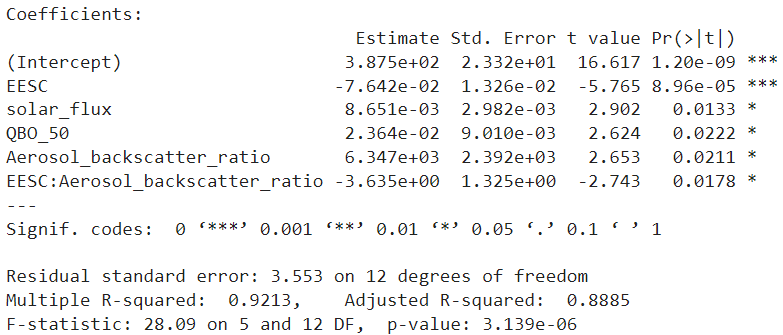 Coefficients:
Estimate Std. Error t value Pr(>|t|)
(Intercept) 3.875e+02 2.332e+01 16.617 1.20e-09 ***
EESC -7.642e-02 1.326e-02 -5.765 8.96e-05 ***
solar_flux 8.651e-03 2.982e-03 2.902 0.0133 *
QBO_50 2.364e-02 9.010e-03 2.624 0.0222 *
Aerosol_backscatter_ratio 6.347e+03 2.392e+03 2.653 0.0211 *
EESC:Aerosol_backscatter_ratio -3.635e+00 1.325e+00 -2.743 0.0178 *
---
Signif. codes: 0 ‘***’ 0.001 ‘**’ 0.01 ‘*’ 0.05 ‘.’ 0.1 ‘ ’ 1
Residual standard error: 3.553 on 12 degrees of freedom
Multiple R-squared: 0.9213, Adjusted R-squared: 0.8885
F-statistic: 28.09 on 5 and 12 DF, p-value: 3.139e-06